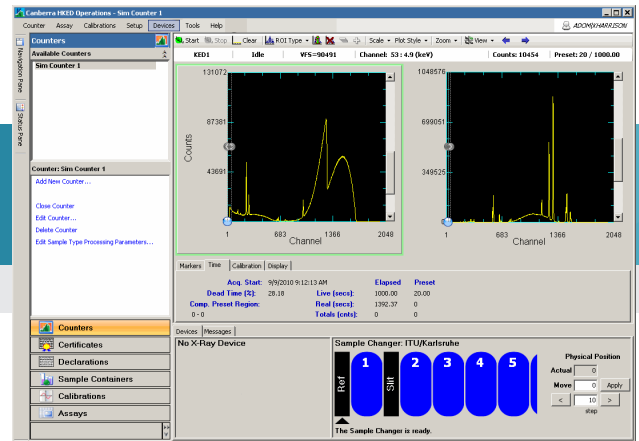 Canberra HKED Operations - Sim Counter 1
Counter Assay Calibrations Setup Devices Tools Help
ADOM\KHARRISON
Navigation Pane
Status Pane
Counters
Available Counters
Sim Counter 1
Counter: Sim Counter 1
Add New Counter...
Close Counter
Edit Counter...
Delete Counter
Edit Sample Type Processing Parameters...
Counters
Certificates
Declarations
Sample Containers
Calibrations
Assays
Start Stop Clear ROI Type Scale Plot Style Zoom View
KED1 Idle VFS=90491 Channel: 53 : 4.9 (keV) Counts: 10454 Preset: 20 / 1000.00
131072
87381
43691
0
Counts
1 683 1366 2048
Channel
1048576
699051
349525
0
1 683 1366 2048
Channel
Markers Time Calibration Display
Acq. Start: 9/9/2010 9:12:13 AM Elapsed Preset
Dead Time (%): 28.18 Live (secs): 1000.00 20.00
Comp. Preset Region: Real (secs): 1392.37 0
0 - 0 Totals (cnts): 0 0
Devices Messages
No X-Ray Device
Sample Changer: ITU/Karlsruhe
Ref 1 Slit 2 3 4 5
The Sample Changer is ready.
Physical Position
Actual 0
Move 0 Apply
< 10 >
step